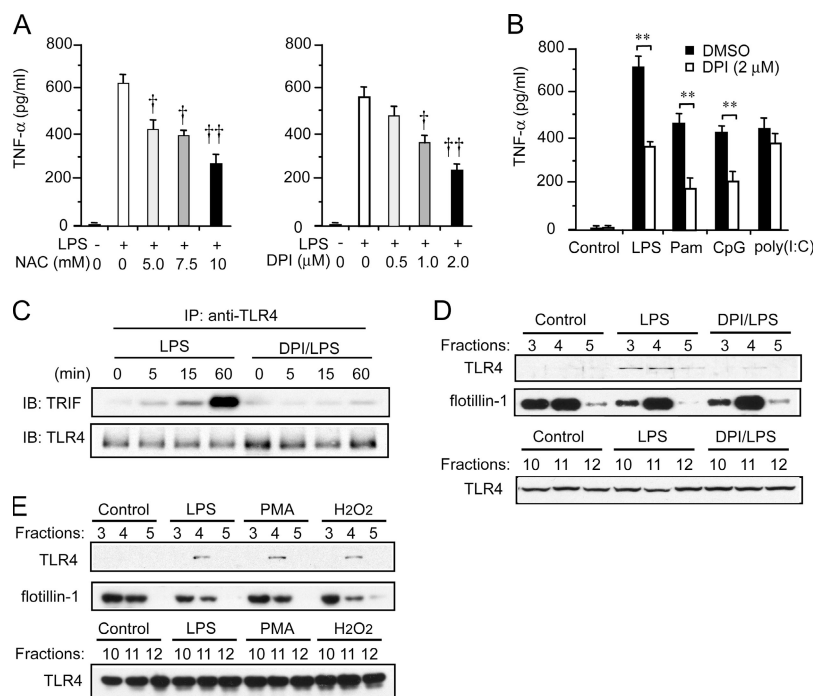 A
TNF-α (pg/ml)
800
600
400
200
0
†
†
††
LPS - + + + +
NAC (mM) 0 0 5.0 7.5 10
800
600
400
200
0
†
††
LPS - + + + +
DPI (μM) 0 0 0.5 1.0 2.0
B
TNF-α (pg/ml)
800
600
400
200
0
**
**
**
DMSO
DPI (2 μM)
Control LPS Pam CpG poly(I:C)
C
IP: anti-TLR4
LPS DPI/LPS
(min) 0 5 15 60 0 5 15 60
IB: TRIF
IB: TLR4
D
Control LPS DPI/LPS
Fractions: 3 4 5 3 4 5 3 4 5
TLR4
flotillin-1
Control LPS DPI/LPS
Fractions: 10 11 12 10 11 12 10 11 12
TLR4
E
Control LPS PMA H2O2
Fractions: 3 4 5 3 4 5 3 4 5 3 4 5
TLR4
flotillin-1
Control LPS PMA H2O2
Fractions: 10 11 12 10 11 12 10 11 12 10 11 12
TLR4